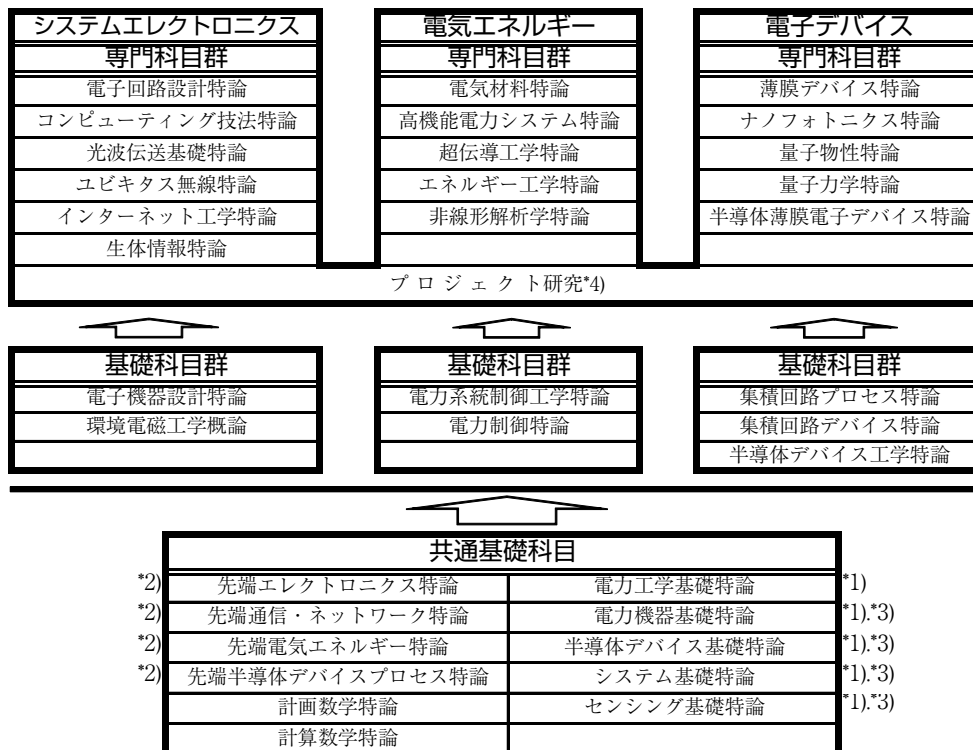 システムエレクトロニクス
専門科目群
電子回路設計特論
コンピューティング技法特論
光波伝送基礎特論
ユビキタス無線特論
インターネット工学特論
生体情報特論
電気エネルギー
専門科目群
電気材料特論
高機能電力システム特論
超伝導工学特論
エネルギー工学特論
非線形解析学特論
電子デバイス
専門科目群
薄膜デバイス特論
ナノフォトニクス特論
量子物性特論
量子力学特論
半導体薄膜電子デバイス特論
プロジェクト研究*4)
基礎科目群
電子機器設計特論
環境電磁工学概論
基礎科目群
電力系統制御工学特論
電力制御特論
基礎科目群
集積回路プロセス特論
集積回路デバイス特論
半導体デバイス工学特論
共通基礎科目
*2) 先端エレクトロニクス特論 電力工学基礎特論 *1)
*2) 先端通信・ネットワーク特論 電力機器基礎特論 *1).*3)
*2) 先端電気エネルギー特論 半導体デバイス基礎特論 *1).*3)
*2) 先端半導体デバイスプロセス特論 システム基礎特論 *1).*3)
計画数学特論 センシング基礎特論 *1).*3)
計算数学特論